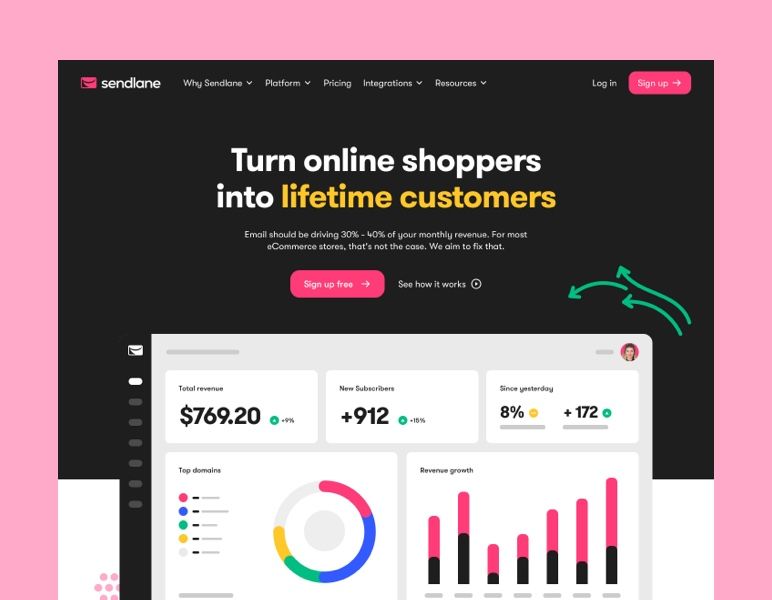 sendlane
Why Sendlane Platform Pricing Integrations Resources Log in Sign up
Turn online shoppers
into lifetime customers
Email should be driving 30% - 40% of your monthly revenue. For most
eCommerce stores, that's not the case. We aim to fix that.
Sign up free See how it works
Total revenue
$769.20 +9%
New Subscribers
+912 +15%
Since yesterday
8% + 172
Top domains
Revenue growth